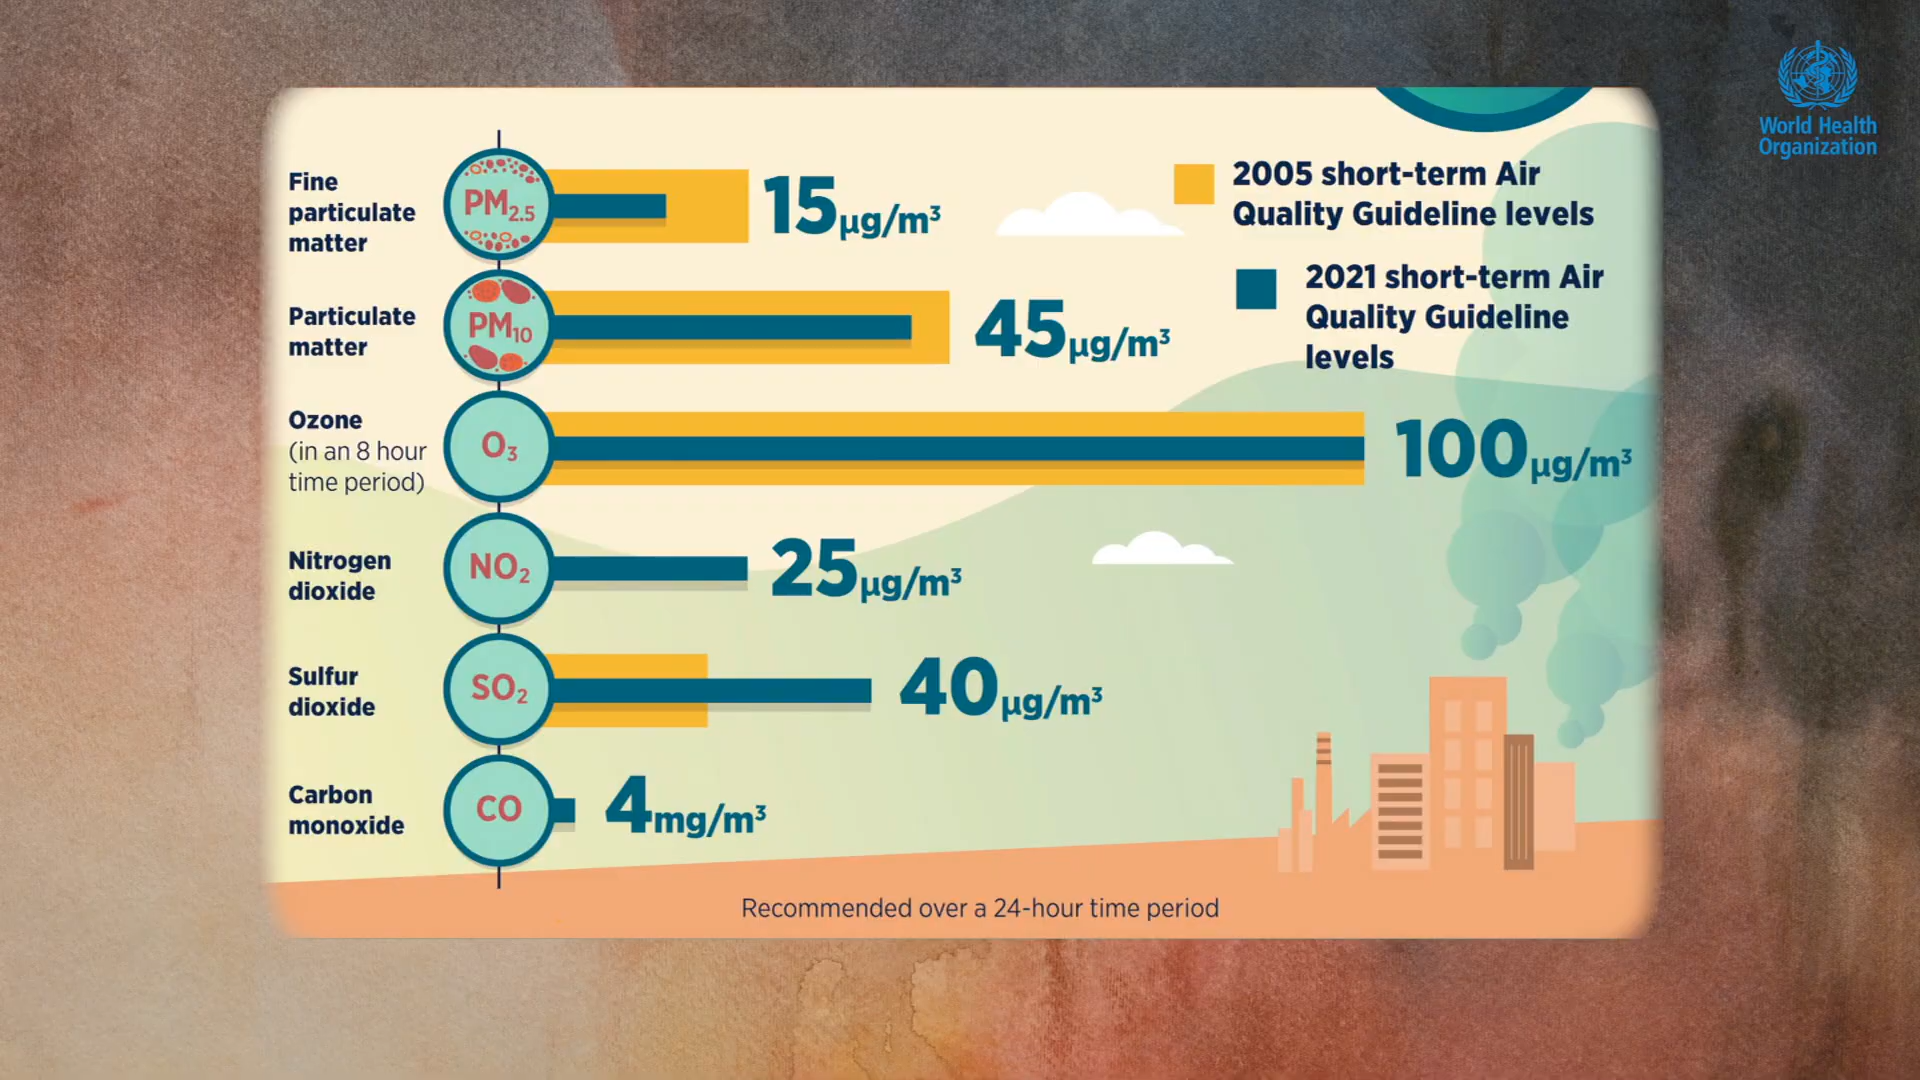 World Health
Organization
2005 short-term Air
Quality Guideline levels
2021 short-term Air
Quality Guideline
levels
Fine
particulate
matter
PM2.5
15µg/m³
Particulate
matter
PM10
45µg/m³
Ozone
(in an 8 hour
time period)
O3
100µg/m³
Nitrogen
dioxide
NO2
25µg/m³
Sulfur
dioxide
SO2
40µg/m³
Carbon
monoxide
CO
4mg/m³
Recommended over a 24-hour time period